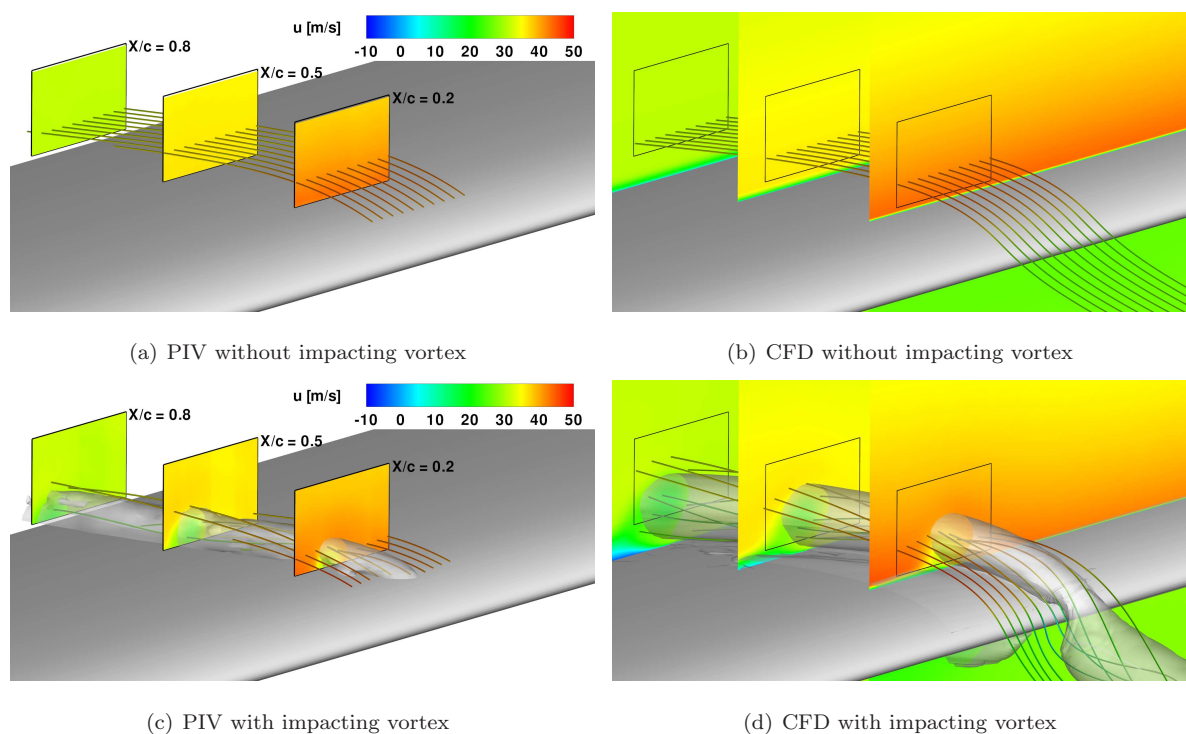 u [m/s]
-10 0 10 20 30 40 50
X/c = 0.8
X/c = 0.5
X/c = 0.2
(a) PIV without impacting vortex
(b) CFD without impacting vortex
u [m/s]
-10 0 10 20 30 40 50
X/c = 0.8
X/c = 0.5
X/c = 0.2
(c) PIV with impacting vortex
(d) CFD with impacting vortex